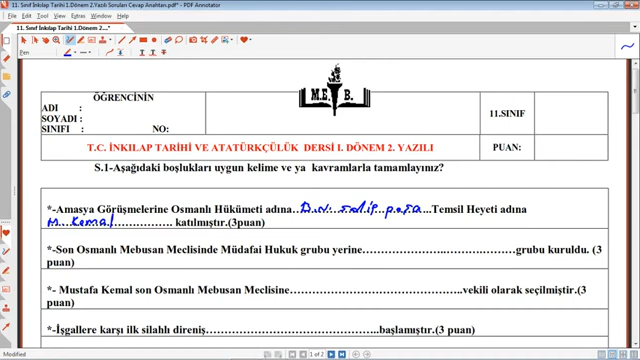 11. Sınıf İnkılap Tarihi 1.Dönem 2.Yazılı Soruları Cevap Anahtarı.pdf* - PDF Annotator
File Edit View Insert Tools Window Help
11. Sınıf İnkılap Tarihi 1.Dönem 2...*
Pen
ÖĞRENCİNİN
ADI :
SOYADI :
SINIFI : NO:
M.E. B.
11.SINIF
T.C. İNKILAP TARİHİ VE ATATÜRKÇÜLÜK DERSİ I. DÖNEM 2. YAZILI
PUAN:
S.1-Aşağıdaki boşlukları uygun kelime ve ya kavramlarla tamamlayınız?
*-Amasya Görüşmelerine Osmanlı Hükümeti adına... B.N. Salih paşa ..Temsil Heyeti adına
M. Kemal ................ katılmıştır.(3puan)
*-Son Osmanlı Mebusan Meclisinde Müdafai Hukuk grubu yerine..........................................grubu kuruldu. (3
puan)
*- Mustafa Kemal son Osmanlı Mebusan Meclisine..........................................vekili olarak seçilmiştir.(3
puan)
*-İşgallere karşı ilk silahlı direniş..........................................başlamıştır.(3 puan)
1 of 2
Modified